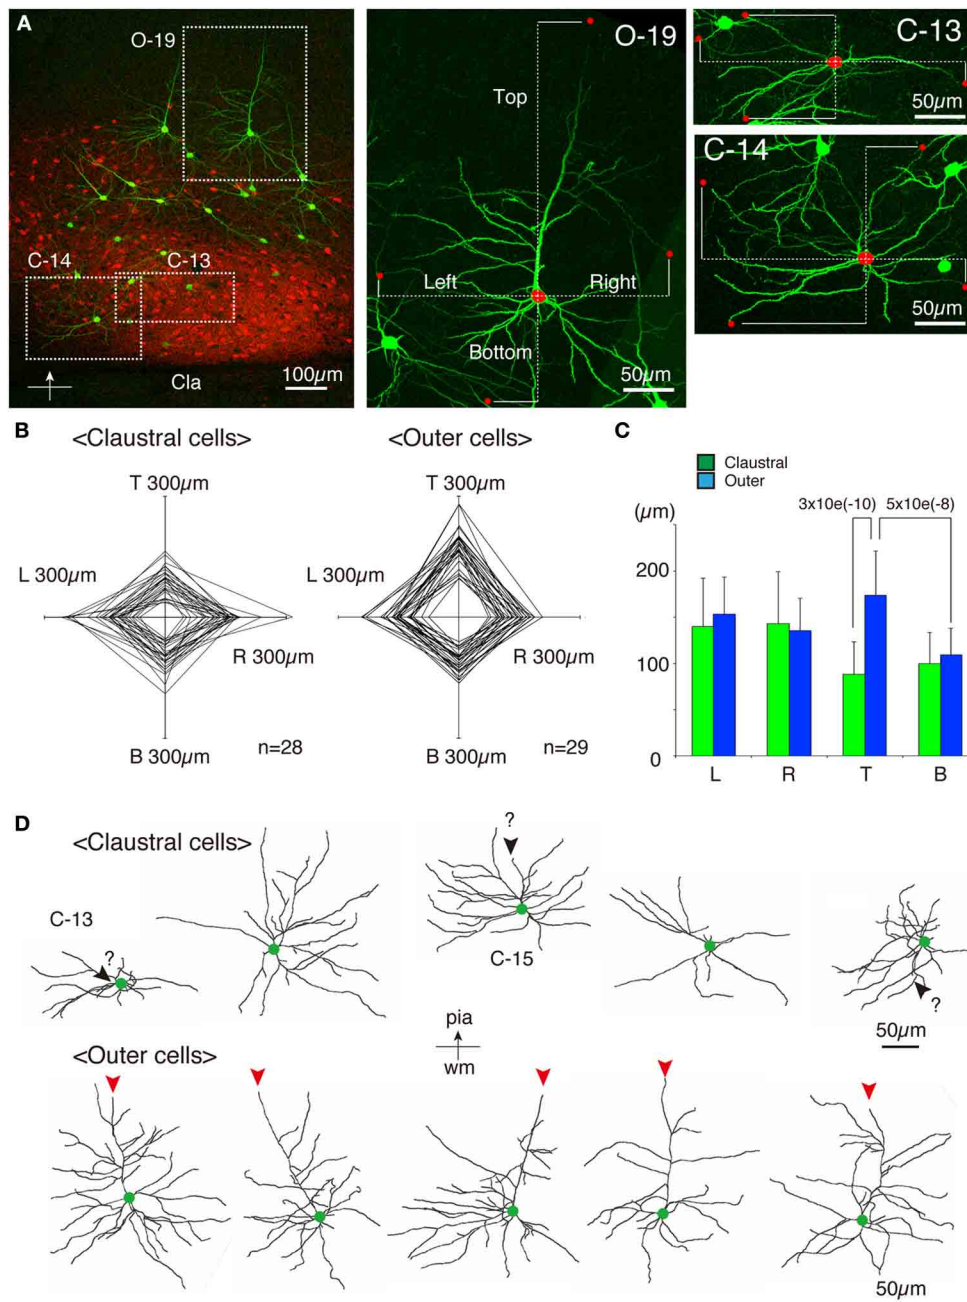 A
O-19
C-14
C-13
Cla
100µm
O-19
Top
Left
Right
Bottom
50µm
C-13
50µm
C-14
50µm
B
<Claustral cells>
<Outer cells>
T 300µm
T 300µm
L 300µm
L 300µm
R 300µm
R 300µm
B 300µm
n=28
B 300µm
n=29
C
Claustral
Outer
(µm)
3x10e(-10)
5x10e(-8)
200
100
0
L
R
T
B
D
<Claustral cells>
?
C-13
?
C-15
?
50µm
pia
wm
<Outer cells>
50µm